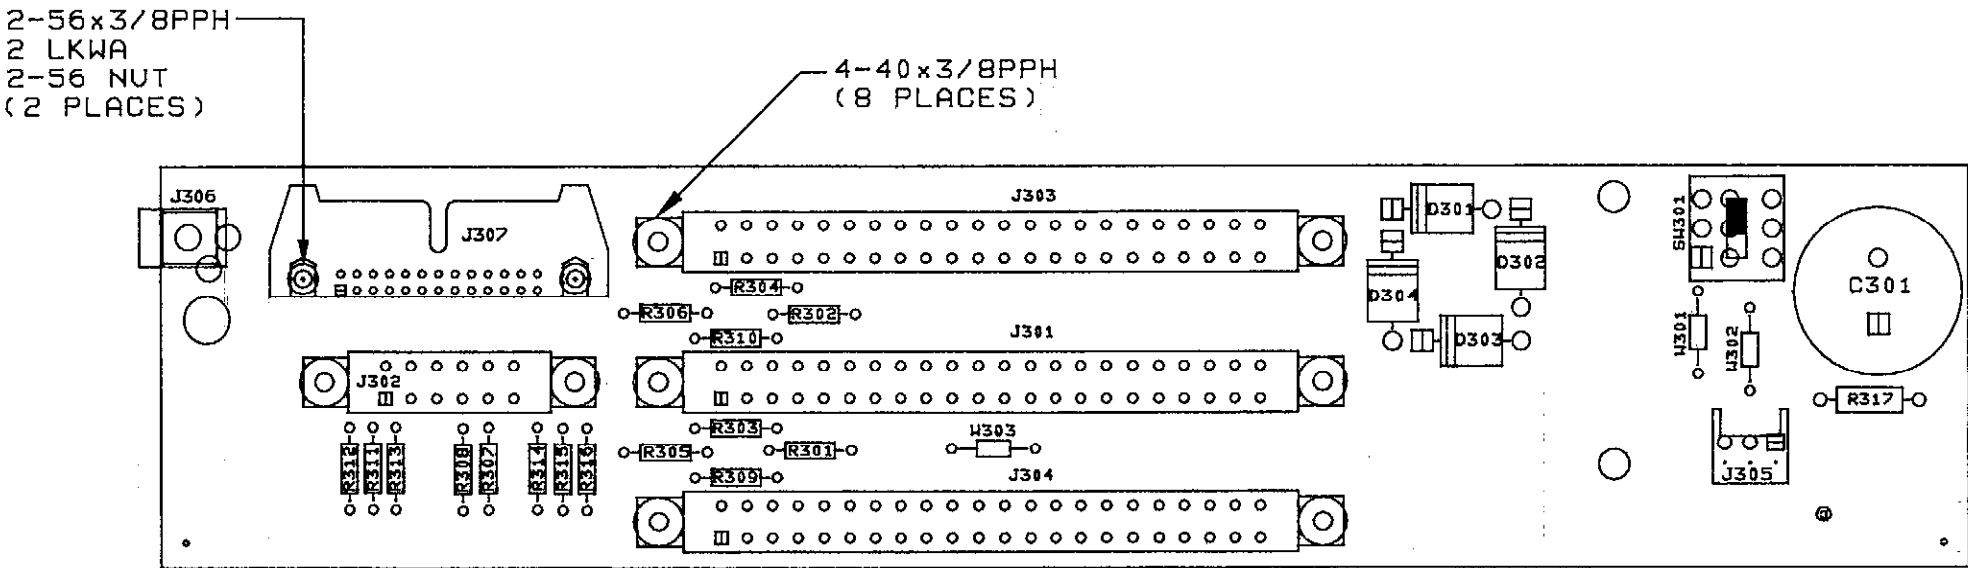 2-56x3/8PPH
2 LKWA
2-56 NUT
(2 PLACES)
4-40x3/8PPH
(8 PLACES)
J306
J307
J303
D301
D302
D304
D303
SW301
C301
R304
R306
R302
R310
J301
W301
W302
J302
R317
R303
R305
R301
W303
R309
J304
R312
R311
R313
R308
R307
R314
R315
R316
J305